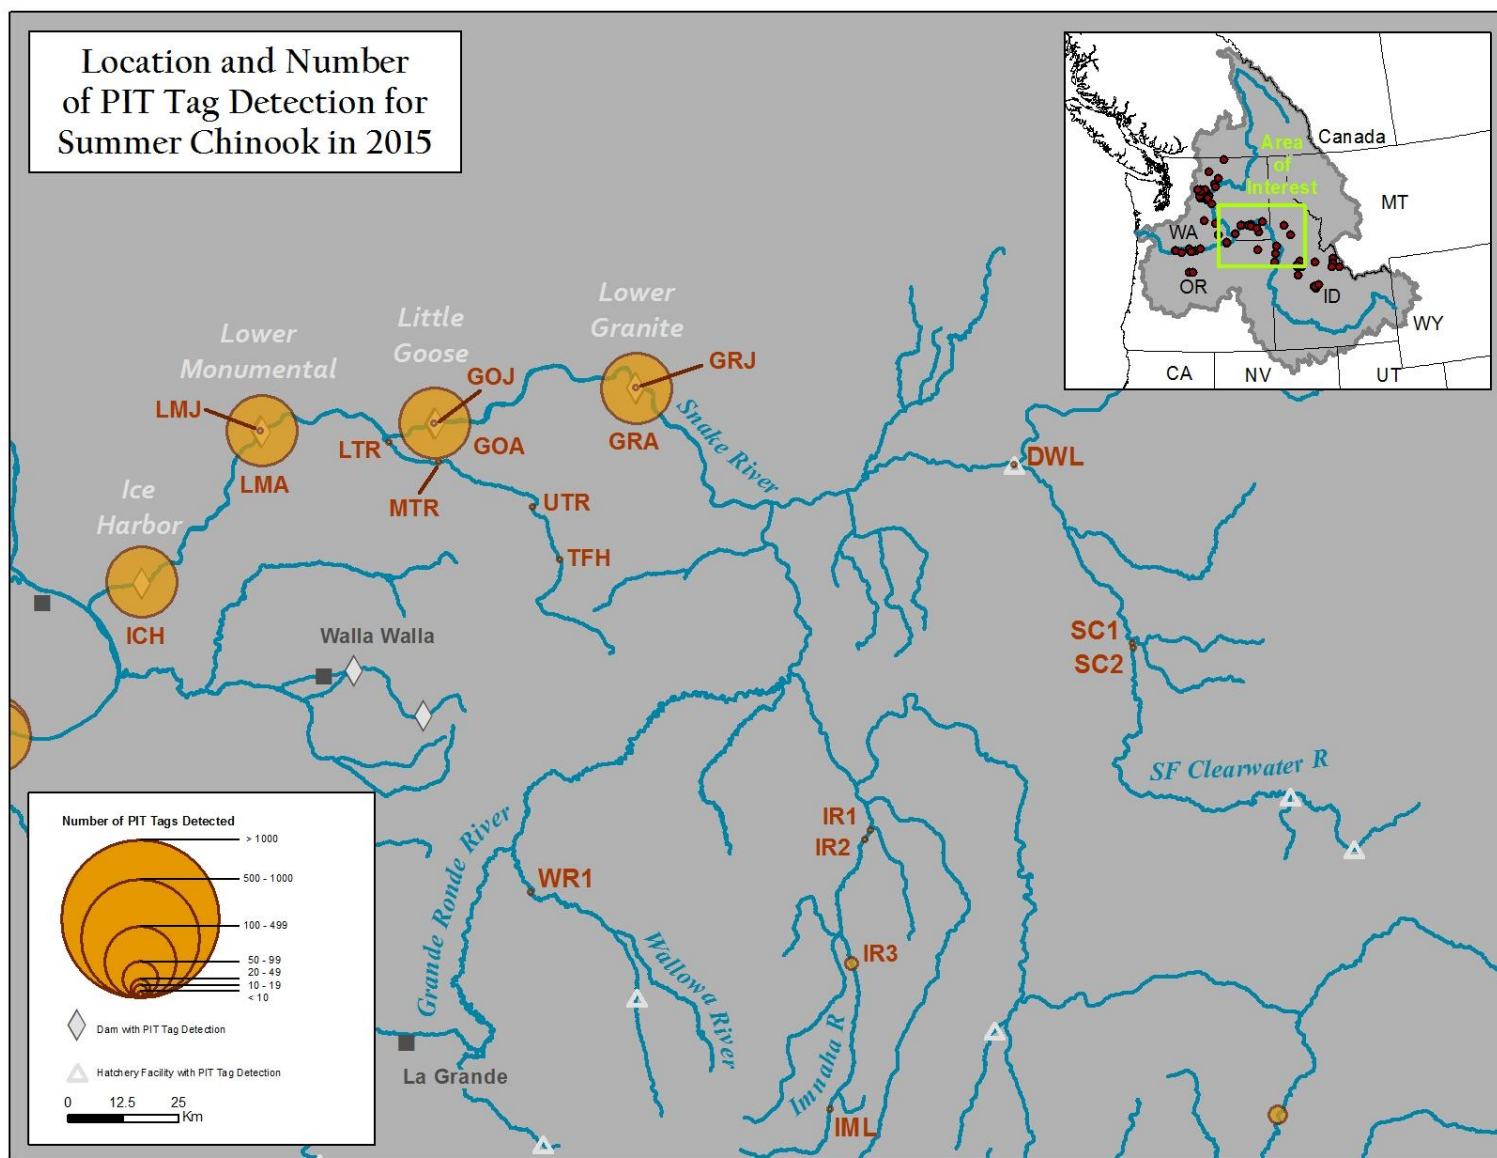 Location and Number
of PIT Tag Detection for
Summer Chinook in 2015
Canada
Area
of
Interest
MT
WA
OR
ID
WY
CA
NV
UT
Lower
Granite
Little
Goose
Lower
Monumental
GRJ
GOJ
LMJ
Snake River
GRA
LTR
GOA
DWL
LMA
Ice
Harbor
MTR
UTR
TFH
ICH
Walla Walla
SC1
SC2
SF Clearwater R
IR1
IR2
Grande Ronde River
WR1
Wallowa River
IR3
Imnaha R
La Grande
IML
Number of PIT Tags Detected
> 1000
500 - 1000
100 - 499
50 - 99
20 - 49
10 - 19
< 10
Dam with PIT Tag Detection
Hatchery Facility with PIT Tag Detection
0 12.5 25
Km